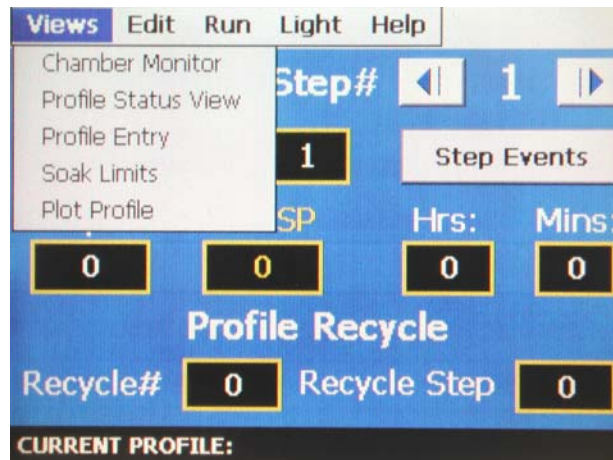 Views Edit Run Light Help
Chamber Monitor
Profile Status View
Profile Entry
Soak Limits
Plot Profile
Step# 1
1 Step Events
SP Hrs: Mins:
0 0 0 0
Profile Recycle
Recycle# 0 Recycle Step 0
CURRENT PROFILE: